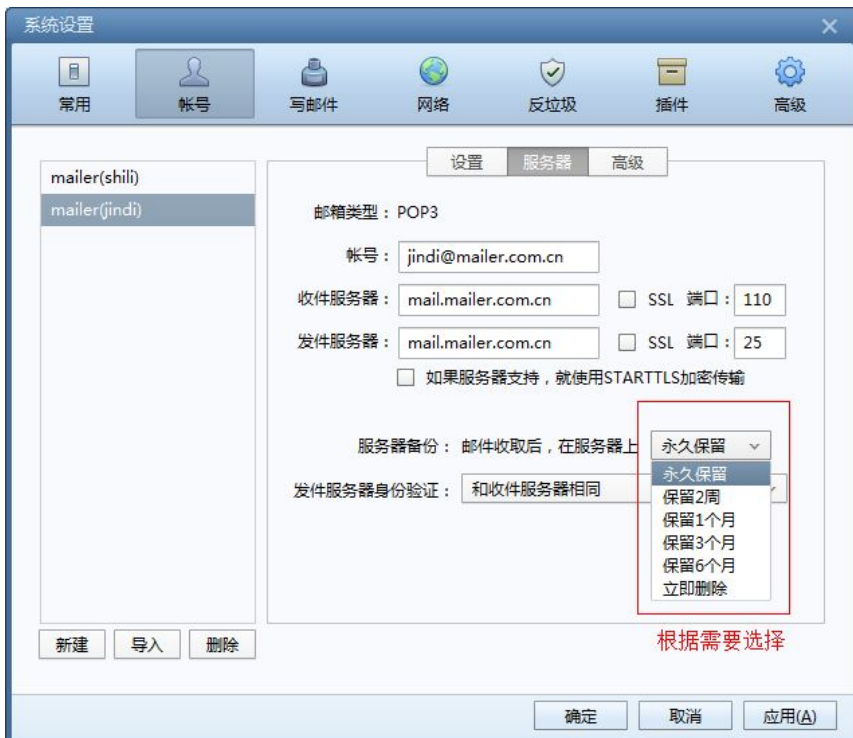 系统设置
常用 帐号 写邮件 网络 反垃圾 插件 高级
mailer(shili)
mailer(jindi)
设置 服务器 高级
邮箱类型：POP3
帐号：jindi@mailer.com.cn
收件服务器：mail.mailer.com.cn SSL 端口：110
发件服务器：mail.mailer.com.cn SSL 端口：25
如果服务器支持，就使用STARTTLS加密传输
服务器备份：邮件收取后，在服务器上 永久保留
发件服务器身份验证：和收件服务器相同
永久保留
保留2周
保留1个月
保留3个月
保留6个月
立即删除
根据需要选择
新建 导入 删除
确定 取消 应用(A)